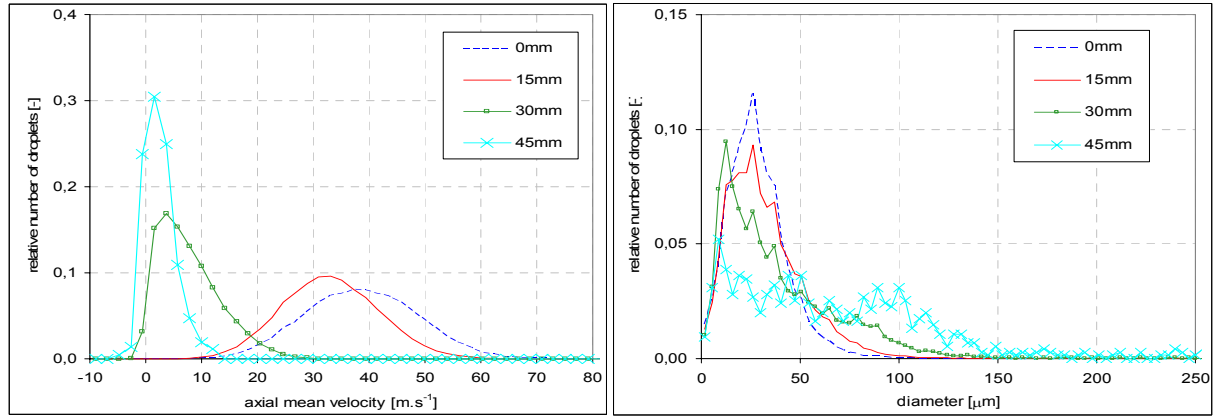 0,4
0,3
0,2
0,1
0,0
relative number of droplets [-]
-10 0 10 20 30 40 50 60 70 80
axial mean velocity [m.s-1]
0mm
15mm
30mm
45mm
0,15
0,10
0,05
0,00
relative number of droplets [-]
0 50 100 150 200 250
diameter [µm]
0mm
15mm
30mm
45mm